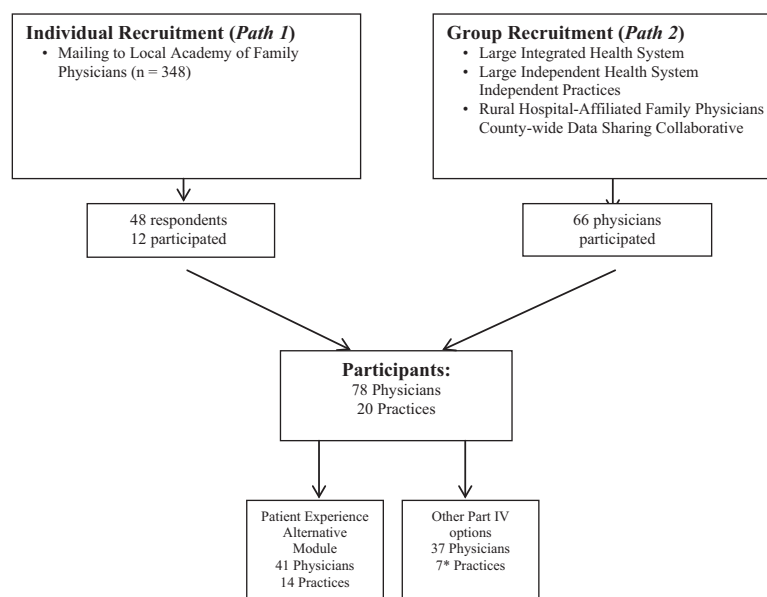 Individual Recruitment (Path 1)
• Mailing to Local Academy of Family
Physicians (n = 348)
Group Recruitment (Path 2)
• Large Integrated Health System
• Large Independent Health System
Independent Practices
• Rural Hospital-Affiliated Family Physicians
County-wide Data Sharing Collaborative
48 respondents
12 participated
66 physicians
participated
Participants:
78 Physicians
20 Practices
Patient Experience
Alternative
Module
41 Physicians
14 Practices
Other Part IV
options
37 Physicians
7* Practices